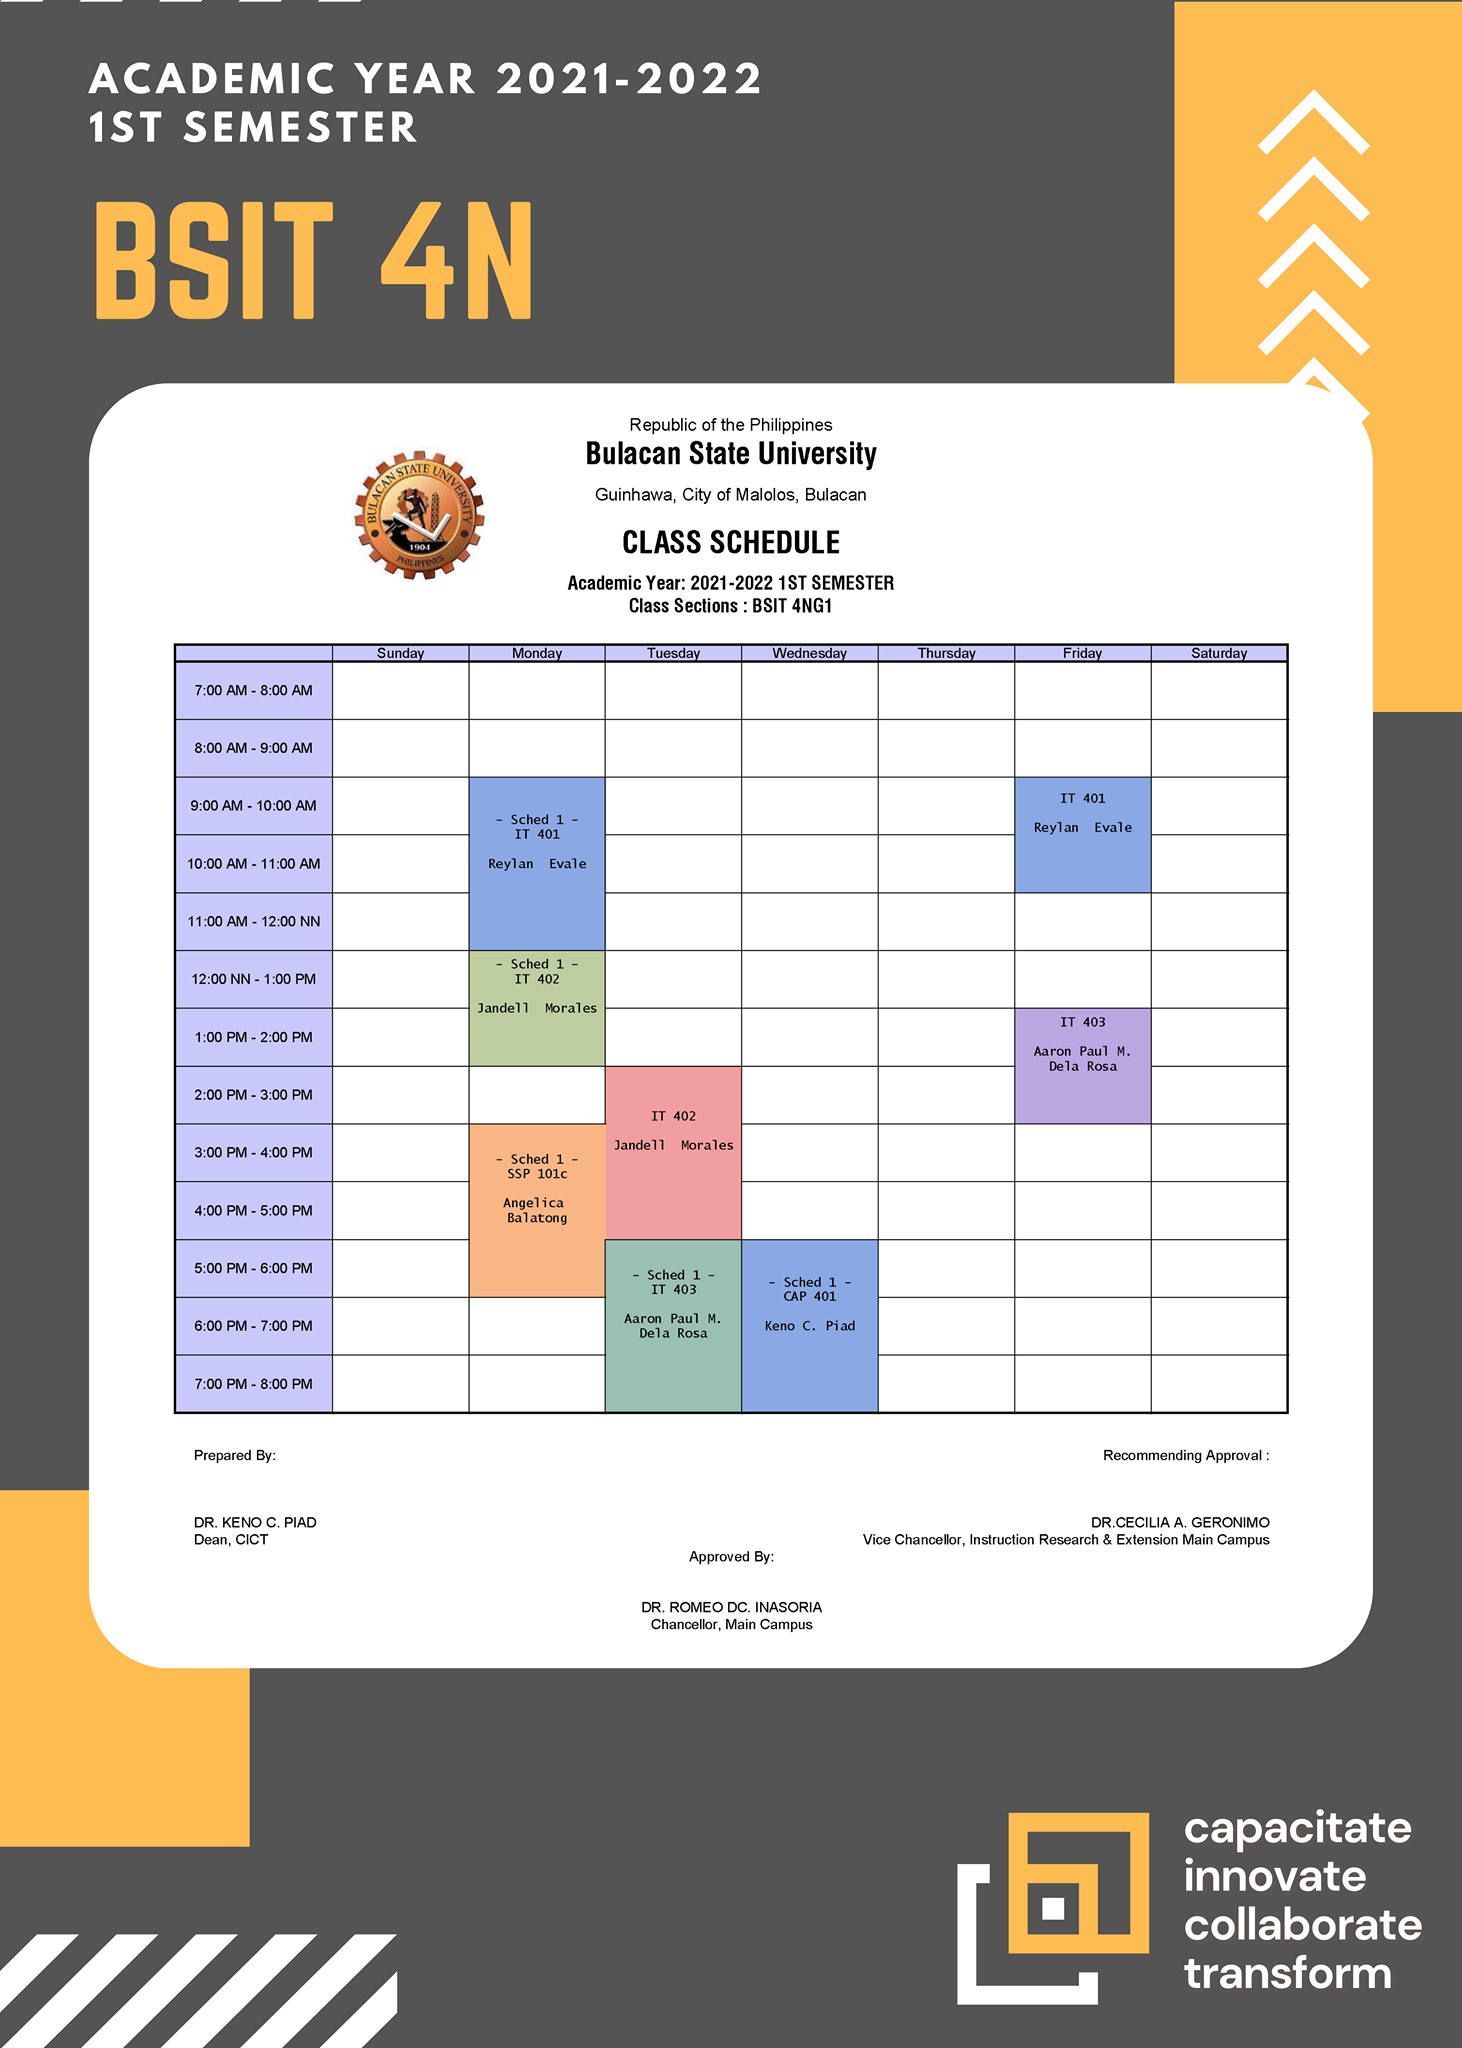 ACADEMIC YEAR 2021-2022
1ST SEMESTER
BSIT 4N
Republic of the Philippines
Bulacan State University
Guinhawa, City of Malolos, Bulacan
BULACAN STATE UNIVERSITY
1904
PHILIPPINES
CLASS SCHEDULE
Academic Year: 2021-2022 1ST SEMESTER
Class Sections : BSIT 4NG1
Sunday Monday Tuesday Wednesday Thursday Friday Saturday
7:00 AM - 8:00 AM
8:00 AM - 9:00 AM
9:00 AM - 10:00 AM
10:00 AM - 11:00 AM
11:00 AM - 12:00 NN
12:00 NN - 1:00 PM
1:00 PM - 2:00 PM
2:00 PM - 3:00 PM
3:00 PM - 4:00 PM
4:00 PM - 5:00 PM
5:00 PM - 6:00 PM
6:00 PM - 7:00 PM
7:00 PM - 8:00 PM
- Sched 1 -
IT 401
Reylan Evale
- Sched 1 -
IT 402
Jandell Morales
- Sched 1 -
SSP 101c
Angelica
Balatong
IT 402
Jandell Morales
- Sched 1 -
IT 403
Aaron Paul M.
Dela Rosa
- Sched 1 -
CAP 401
Keno C. Piad
IT 401
Reylan Evale
IT 403
Aaron Paul M.
Dela Rosa
Prepared By:
Recommending Approval :
DR. KENO C. PIAD
Dean, CICT
DR.CECILIA A. GERONIMO
Vice Chancellor, Instruction Research & Extension Main Campus
Approved By:
DR. ROMEO DC. INASORIA
Chancellor, Main Campus
capacitate
innovate
collaborate
transform